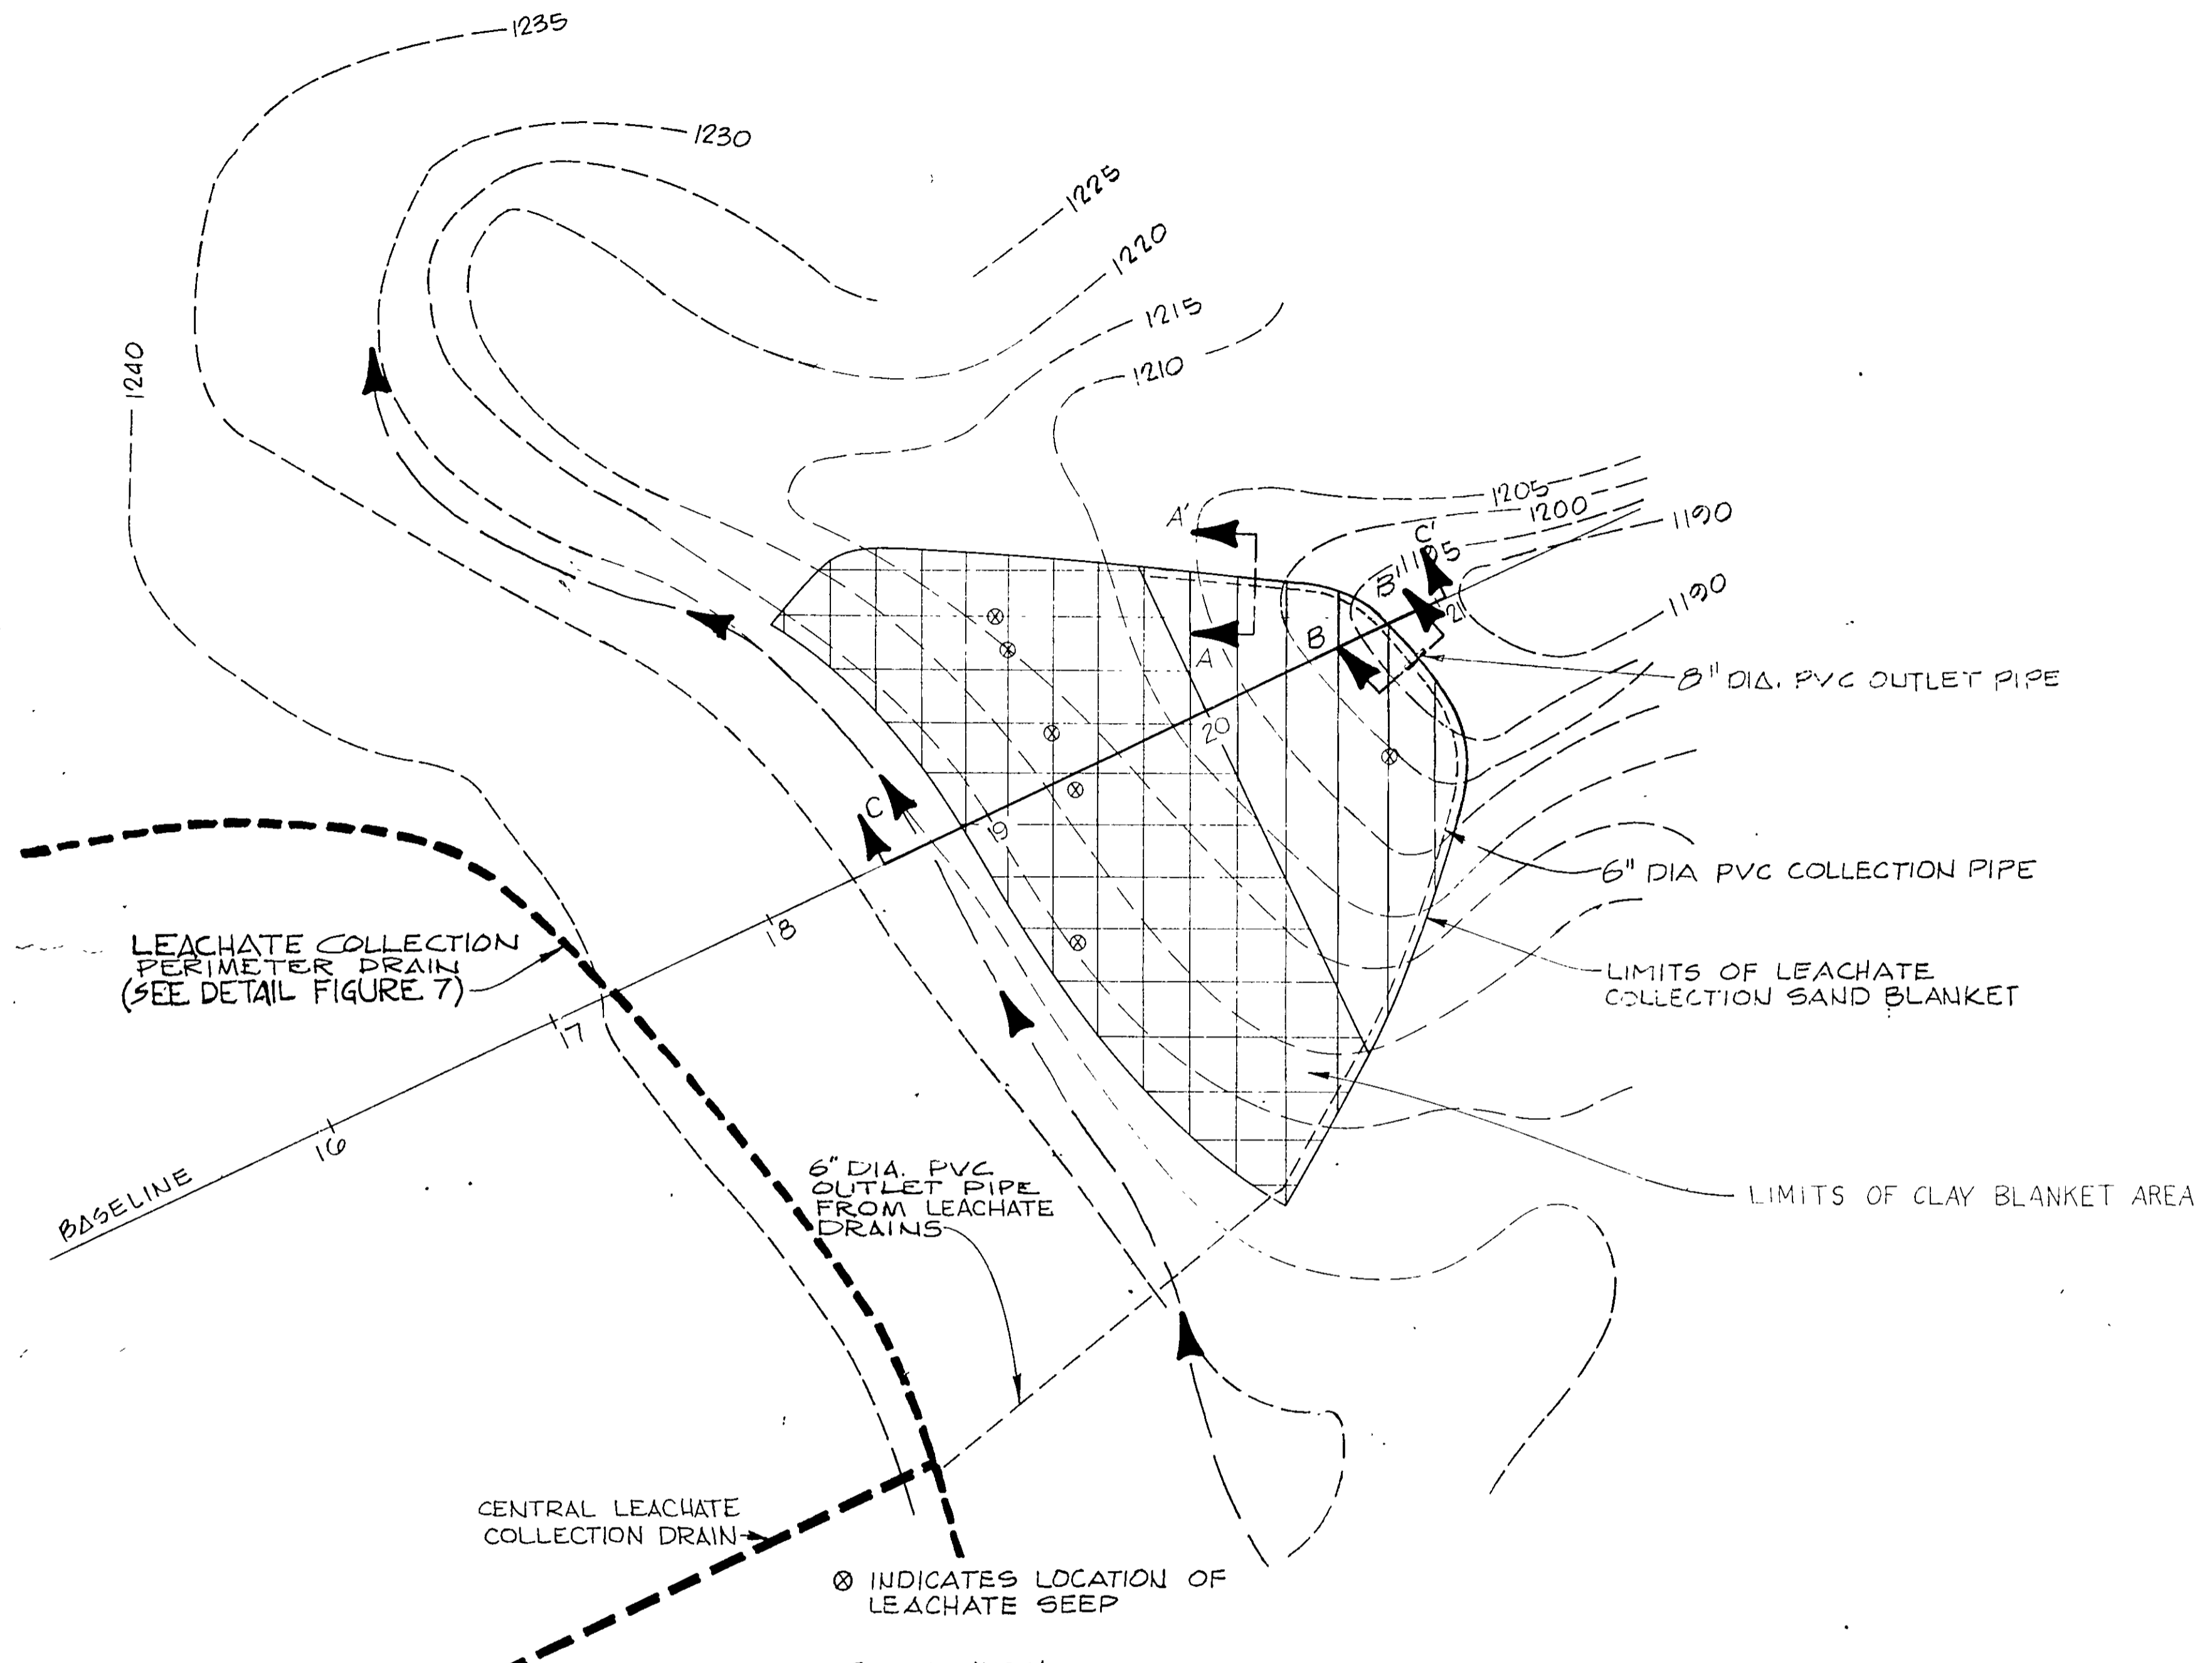 1235
1230
1225
1220
1215
1210
1240
A'
1205
1200
1190
C'
1195
B'
1190
21
B
A
8" DIA. PVC OUTLET PIPE
20
C
19
6" DIA PVC COLLECTION PIPE
18
LEACHATE COLLECTION
PERIMETER DRAIN
(SEE DETAIL FIGURE 7)
LIMITS OF LEACHATE
COLLECTION SAND BLANKET
17
16
BASELINE
6" DIA. PVC
OUTLET PIPE
FROM LEACHATE
DRAINS
LIMITS OF CLAY BLANKET AREA
CENTRAL LEACHATE
COLLECTION DRAIN
⊗ INDICATES LOCATION OF
LEACHATE SEEP